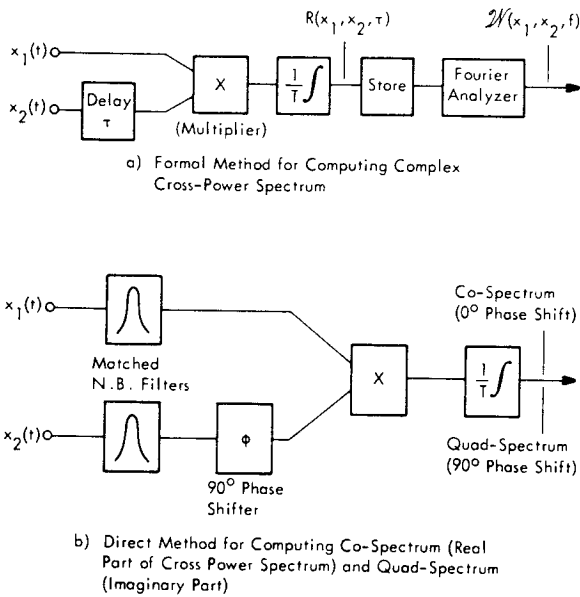 R(x₁, x₂, τ)
𝒲(x₁, x₂, f)
x₁(t)
x₂(t)
Delay
τ
X
(Multiplier)
1/T ∫
Store
Fourier
Analyzer
a) Formal Method for Computing Complex
Cross-Power Spectrum
x₁(t)
Matched
N.B. Filters
x₂(t)
Φ
90° Phase
Shifter
X
1/T ∫
Co-Spectrum
(0° Phase Shift)
Quad-Spectrum
(90° Phase Shift)
b) Direct Method for Computing Co-Spectrum (Real
Part of Cross Power Spectrum) and Quad-Spectrum
(Imaginary Part)